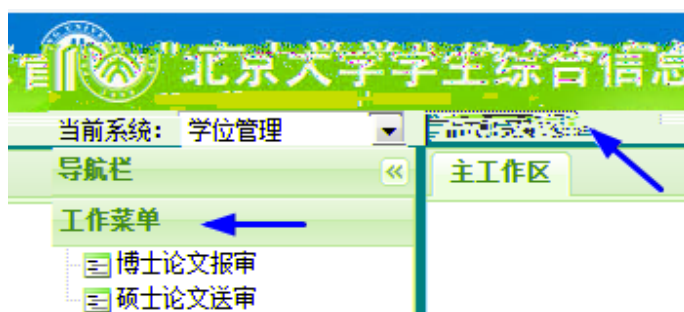 北京大学学生综合信息
当前系统： 学位管理
导航栏
主工作区
工作菜单
博士论文报审
硕士论文送审